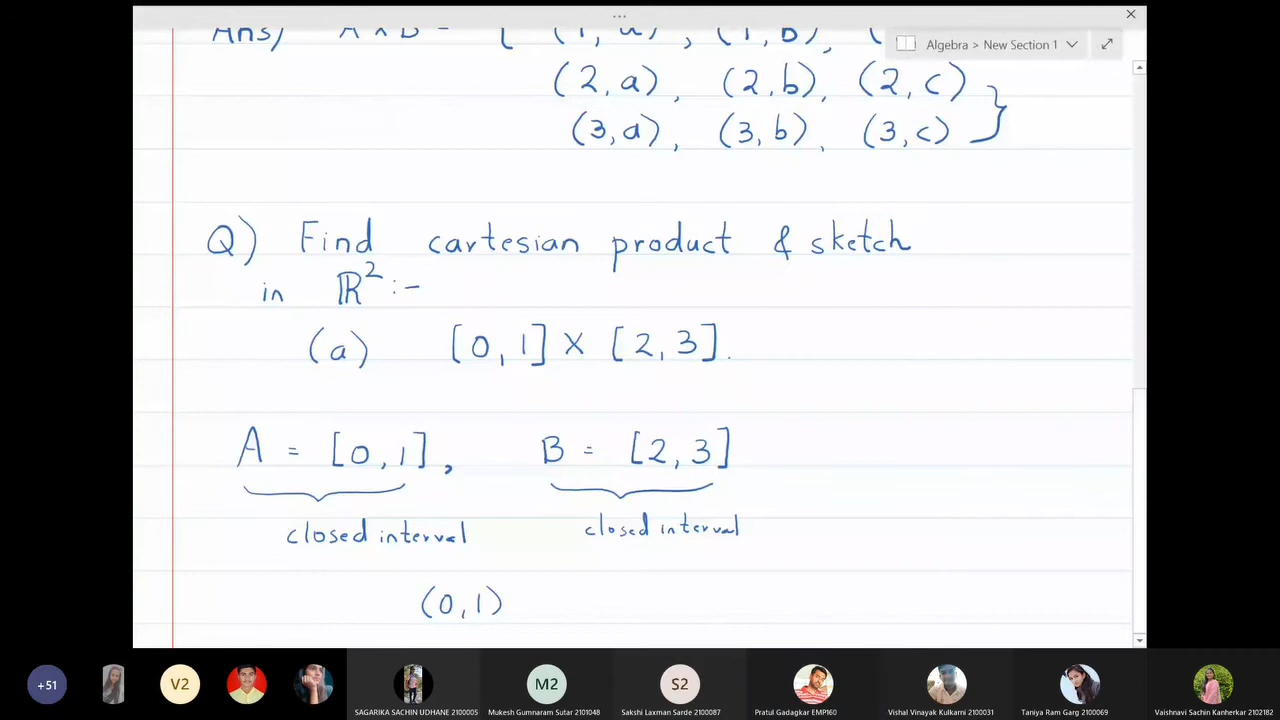 Ans) A × B = { (1, a) , (1, b) , (
Algebra > New Section 1
(2, a) , (2, b) , (2, c)
(3, a) , (3, b) , (3, c) }
Q) Find cartesian product & sketch
in ℝ² :-
(a) [0, 1] × [2, 3].
A = [0, 1] , B = [2, 3]
closed interval closed interval
(0, 1)
+51
V2
M2
S2
SAGARIKA SACHIN UDHANE 2100005
Mukesh Gumnaram Sutar 2101048
Sakshi Laxman Sarde 2100087
Pratul Gadagkar EMP160
Vishal Vinayak Kulkarni 2100031
Taniya Ram Garg 2100069
Vaishnavi Sachin Kanherkar 2102182